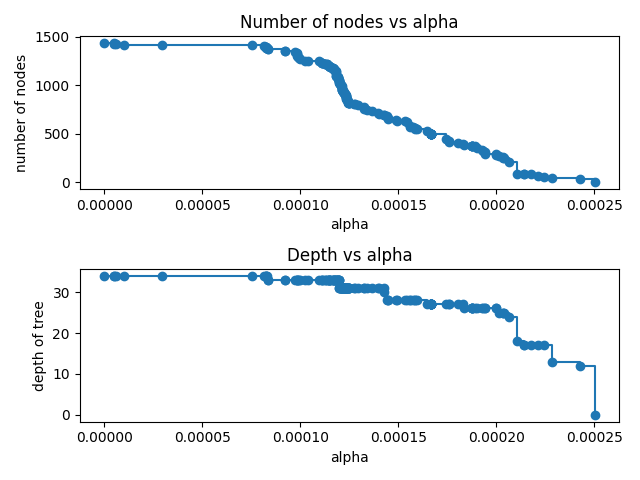 Number of nodes vs alpha
number of nodes
1500
1000
500
0
0.00000 0.00005 0.00010 0.00015 0.00020 0.00025
alpha
Depth vs alpha
depth of tree
30
20
10
0
0.00000 0.00005 0.00010 0.00015 0.00020 0.00025
alpha